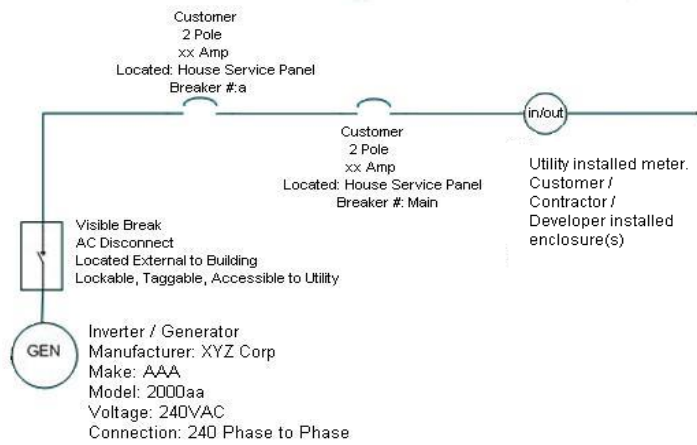 Customer
2 Pole
xx Amp
Located: House Service Panel
Breaker #:a
Customer
2 Pole
xx Amp
Located: House Service Panel
Breaker #: Main
in/out
Utility installed meter.
Customer /
Contractor /
Developer installed
enclosure(s)
Visible Break
AC Disconnect
Located External to Building
Lockable, Taggable, Accessible to Utility
GEN
Inverter / Generator
Manufacturer: XYZ Corp
Make: AAA
Model: 2000aa
Voltage: 240VAC
Connection: 240 Phase to Phase